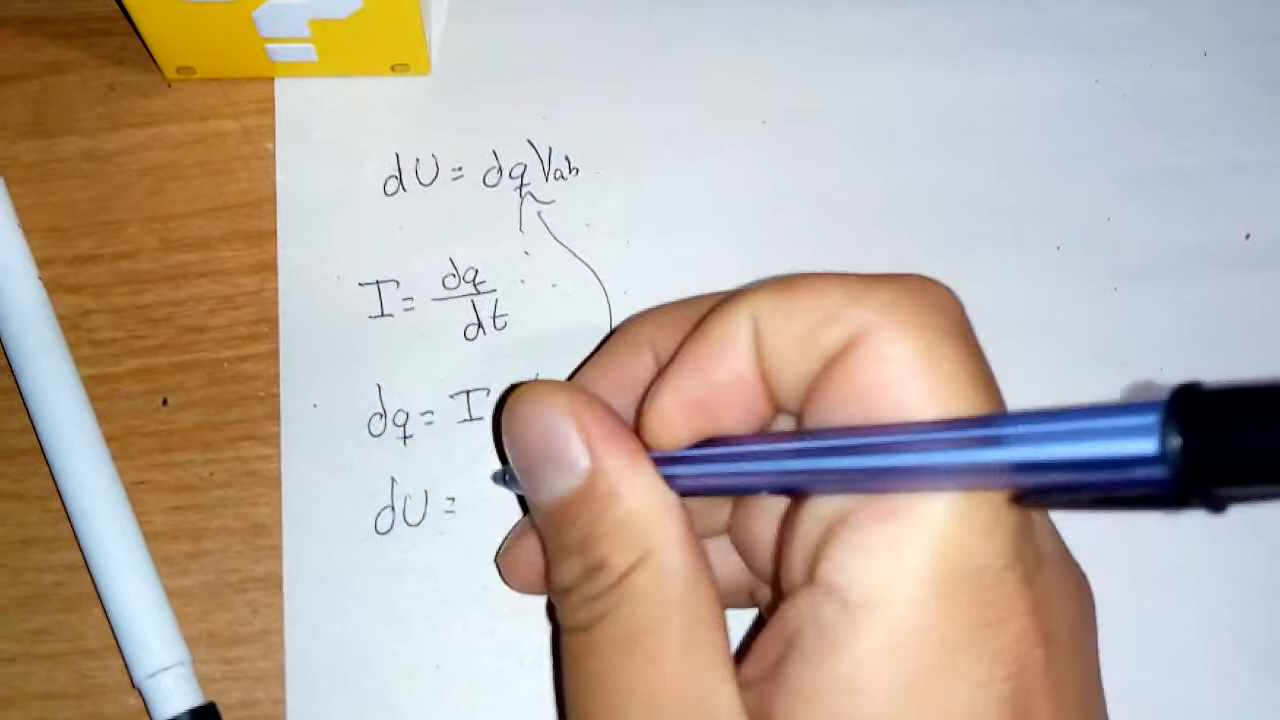 dU = dq Vab
I = dq/dt
dq = I
dU =